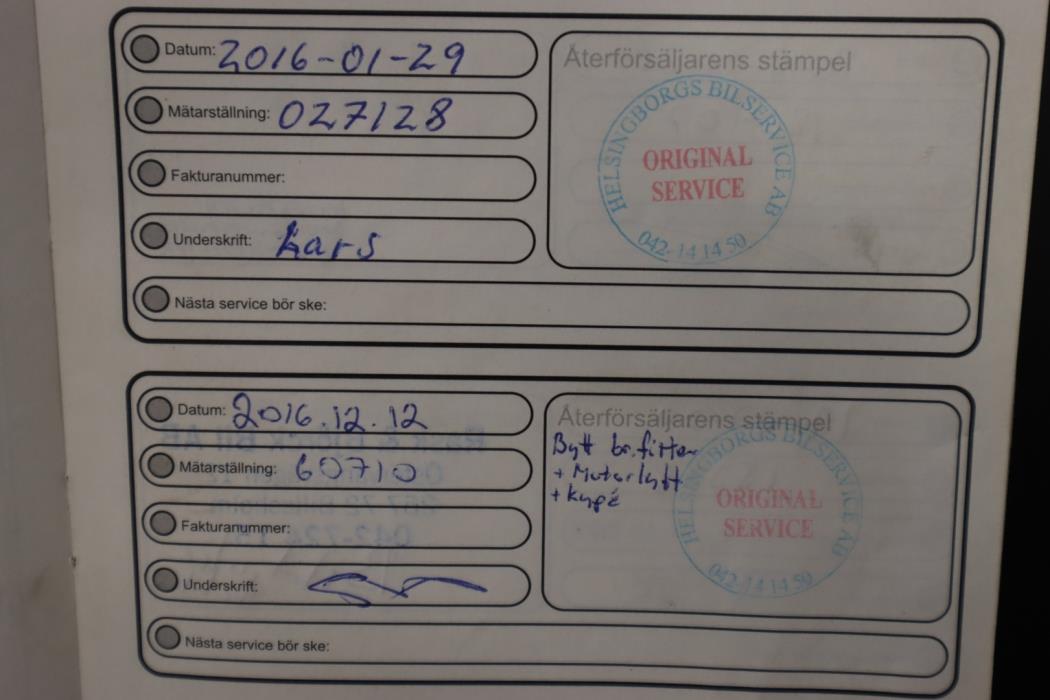 Datum: 2016-01-29
Mätarställning: 027128
Fakturanummer:
Underskrift: Lars
Nästa service bör ske:
Återförsäljarens stämpel
HELSINGBORGS BILSERVICE AB
ORIGINAL
SERVICE
042-14 14 50
Datum: 2016.12.12
Mätarställning: 60710
Fakturanummer:
Underskrift:
Nästa service bör ske:
Återförsäljarens stämpel
Bytt br.filter
+ Motorluft
+ kupé
HELSINGBORGS BILSERVICE AB
ORIGINAL
SERVICE
042-14 14 50